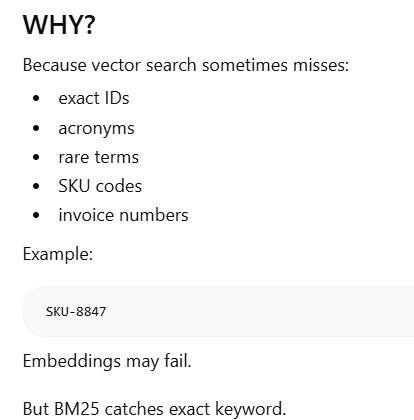 WHY?
Because vector search sometimes misses:
• exact IDs
• acronyms
• rare terms
• SKU codes
• invoice numbers
Example:
SKU-8847
Embeddings may fail.
But BM25 catches exact keyword.